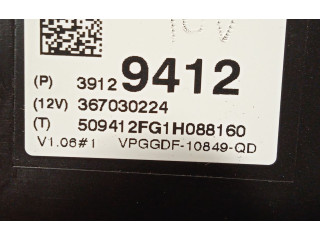 (P) 3912 9412
(12V) 367030224
(T) 509412FG1H088160
V1.06#1 VPGGDF-10849-QD